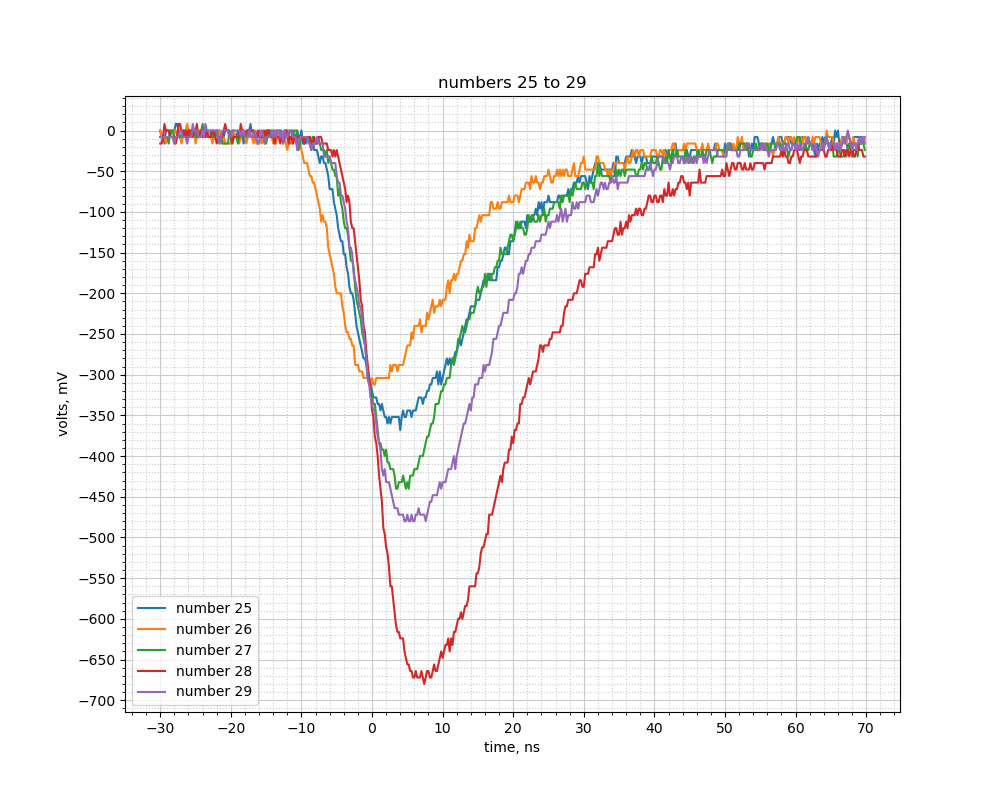 numbers 25 to 29
volts, mV
0
−50
−100
−150
−200
−250
−300
−350
−400
−450
−500
−550
−600
−650
−700
number 25
number 26
number 27
number 28
number 29
−30 −20 −10 0 10 20 30 40 50 60 70
time, ns